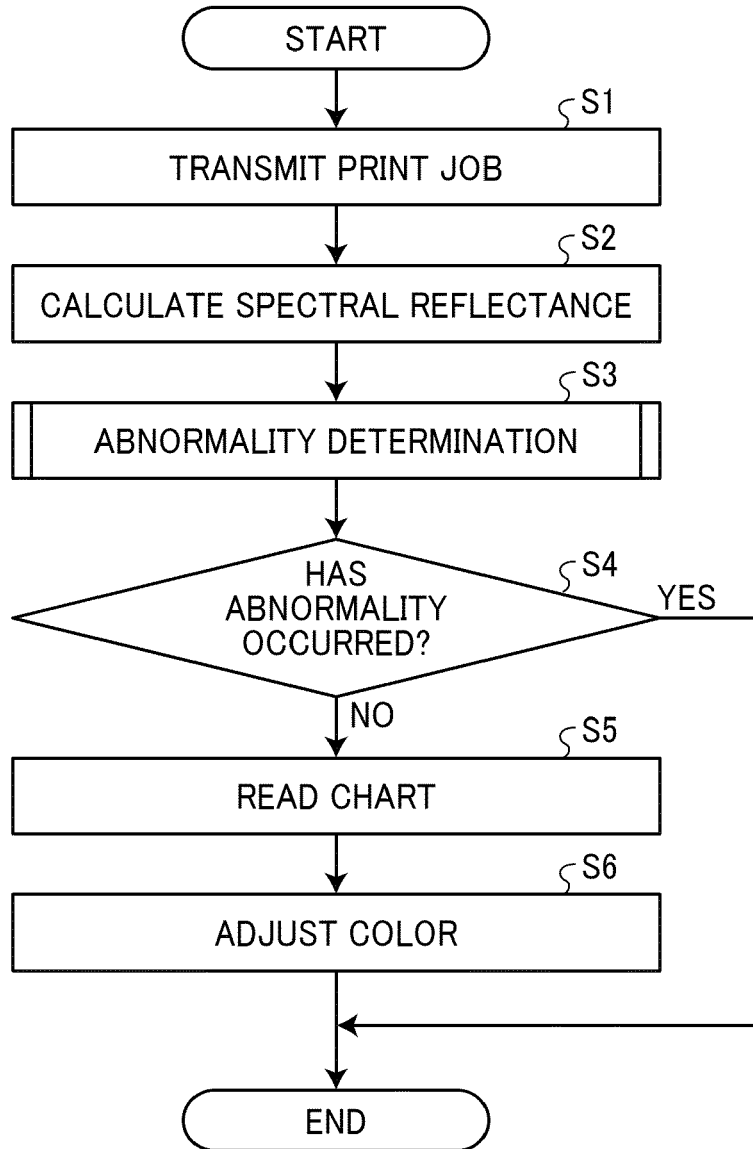 START
S1
TRANSMIT PRINT JOB
S2
CALCULATE SPECTRAL REFLECTANCE
S3
ABNORMALITY DETERMINATION
S4
HAS
ABNORMALITY
OCCURRED?
YES
NO
S5
READ CHART
S6
ADJUST COLOR
END